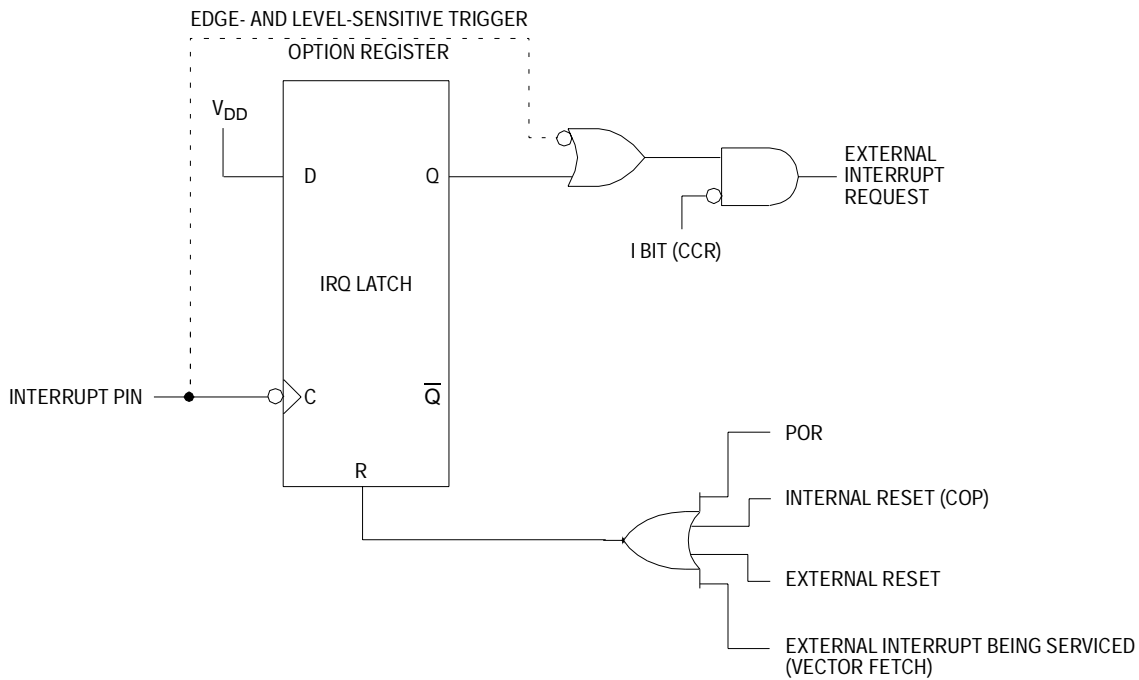 EDGE- AND LEVEL-SENSITIVE TRIGGER
OPTION REGISTER
VDD
D
Q
EXTERNAL
INTERRUPT
REQUEST
I BIT (CCR)
IRQ LATCH
INTERRUPT PIN
C
Q̅
R
POR
INTERNAL RESET (COP)
EXTERNAL RESET
EXTERNAL INTERRUPT BEING SERVICED
(VECTOR FETCH)